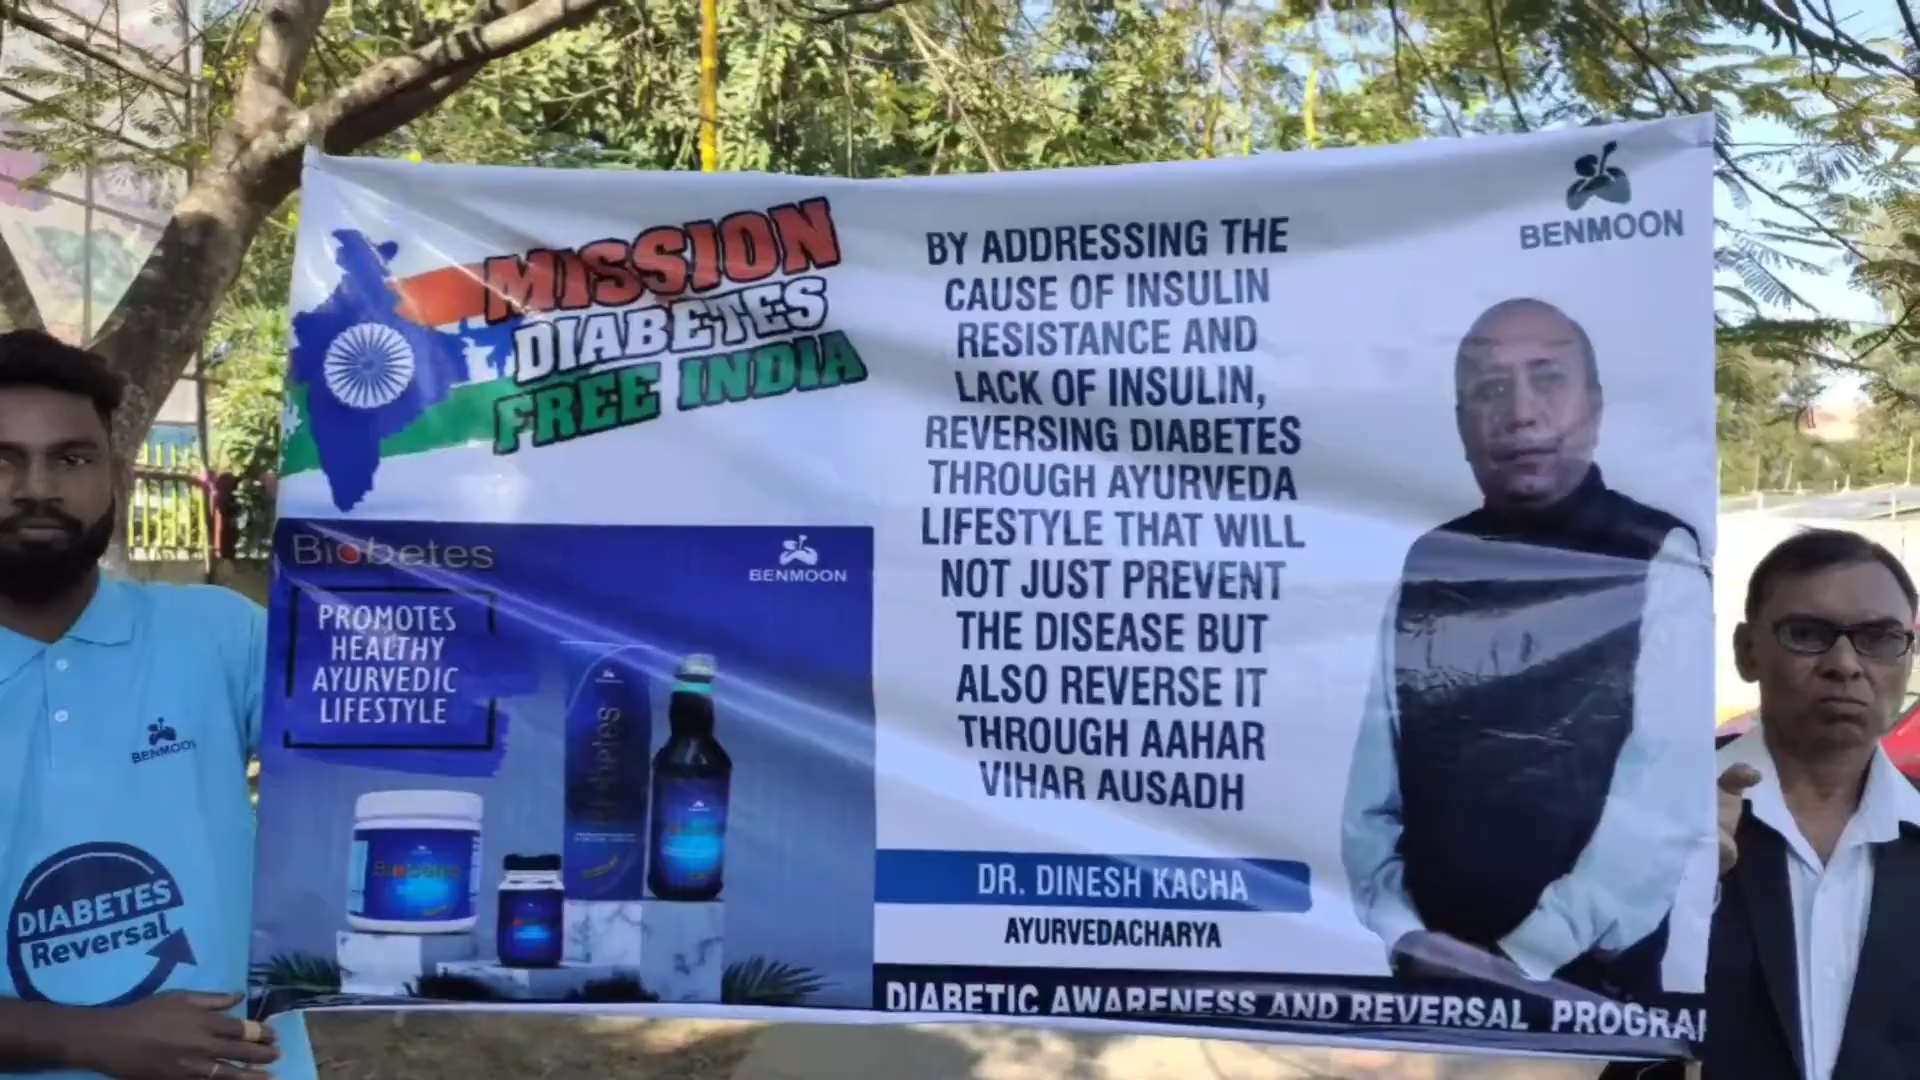 MISSION
DIABETES
FREE INDIA
BY ADDRESSING THE
CAUSE OF INSULIN
RESISTANCE AND
LACK OF INSULIN,
REVERSING DIABETES
THROUGH AYURVEDA
LIFESTYLE THAT WILL
NOT JUST PREVENT
THE DISEASE BUT
ALSO REVERSE IT
THROUGH AAHAR
VIHAR AUSADH
BENMOON
Biobetes
BENMOON
PROMOTES
HEALTHY
AYURVEDIC
LIFESTYLE
DR. DINESH KACHA
AYURVEDACHARYA
DIABETIC AWARENESS AND REVERSAL PROGRA
BENMOON
DIABETES
Reversal